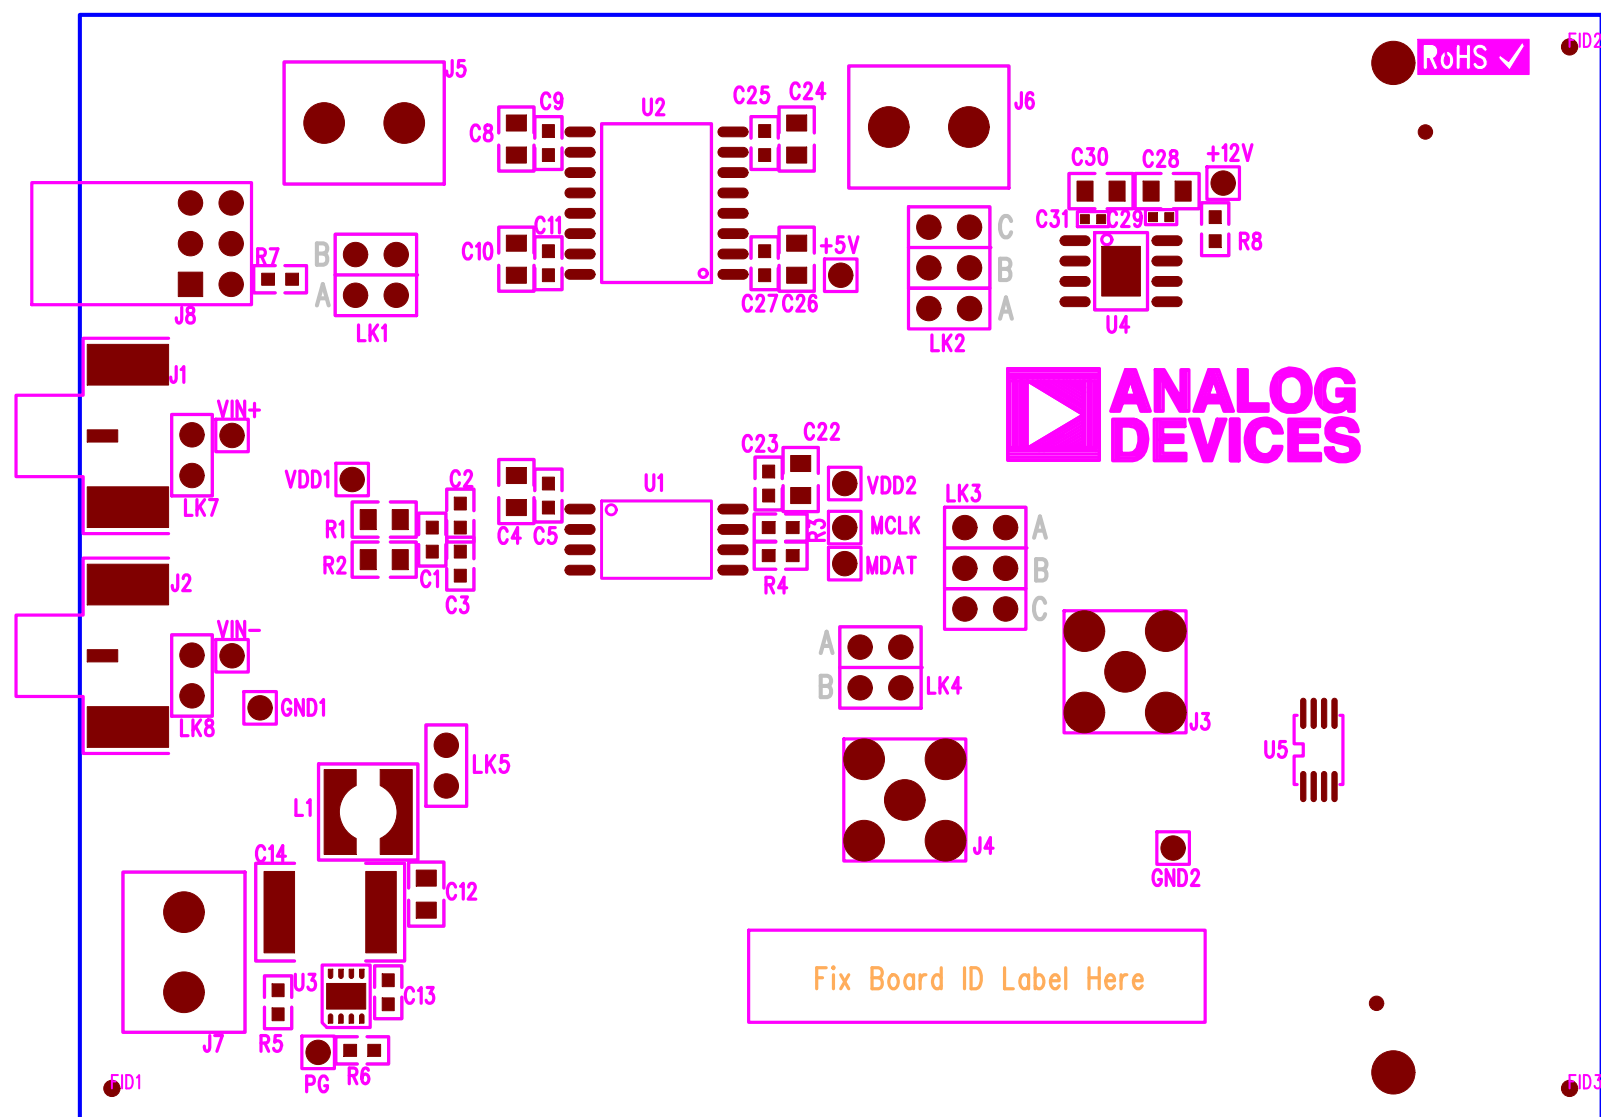 FID2
RoHS
J5
J6
C9
U2
C25
C24
C8
+12V
C30
C28
C31
C29
R8
C11
C10
+5V
C
B
A
R7
B
A
C27
C26
U4
J8
LK1
LK2
J1
ANALOG
DEVICES
VIN+
C23
C22
VDD1
C2
U1
VDD2
LK3
LK7
R1
R3
MCLK
A
C4
C5
R2
C1
R4
MDAT
B
J2
C3
C
VIN-
A
B
LK4
GND1
LK8
J3
U5
LK5
L1
J4
C14
C12
GND2
Fix Board ID Label Here
U3
C13
J7
R5
R6
PG
FID1
FID3